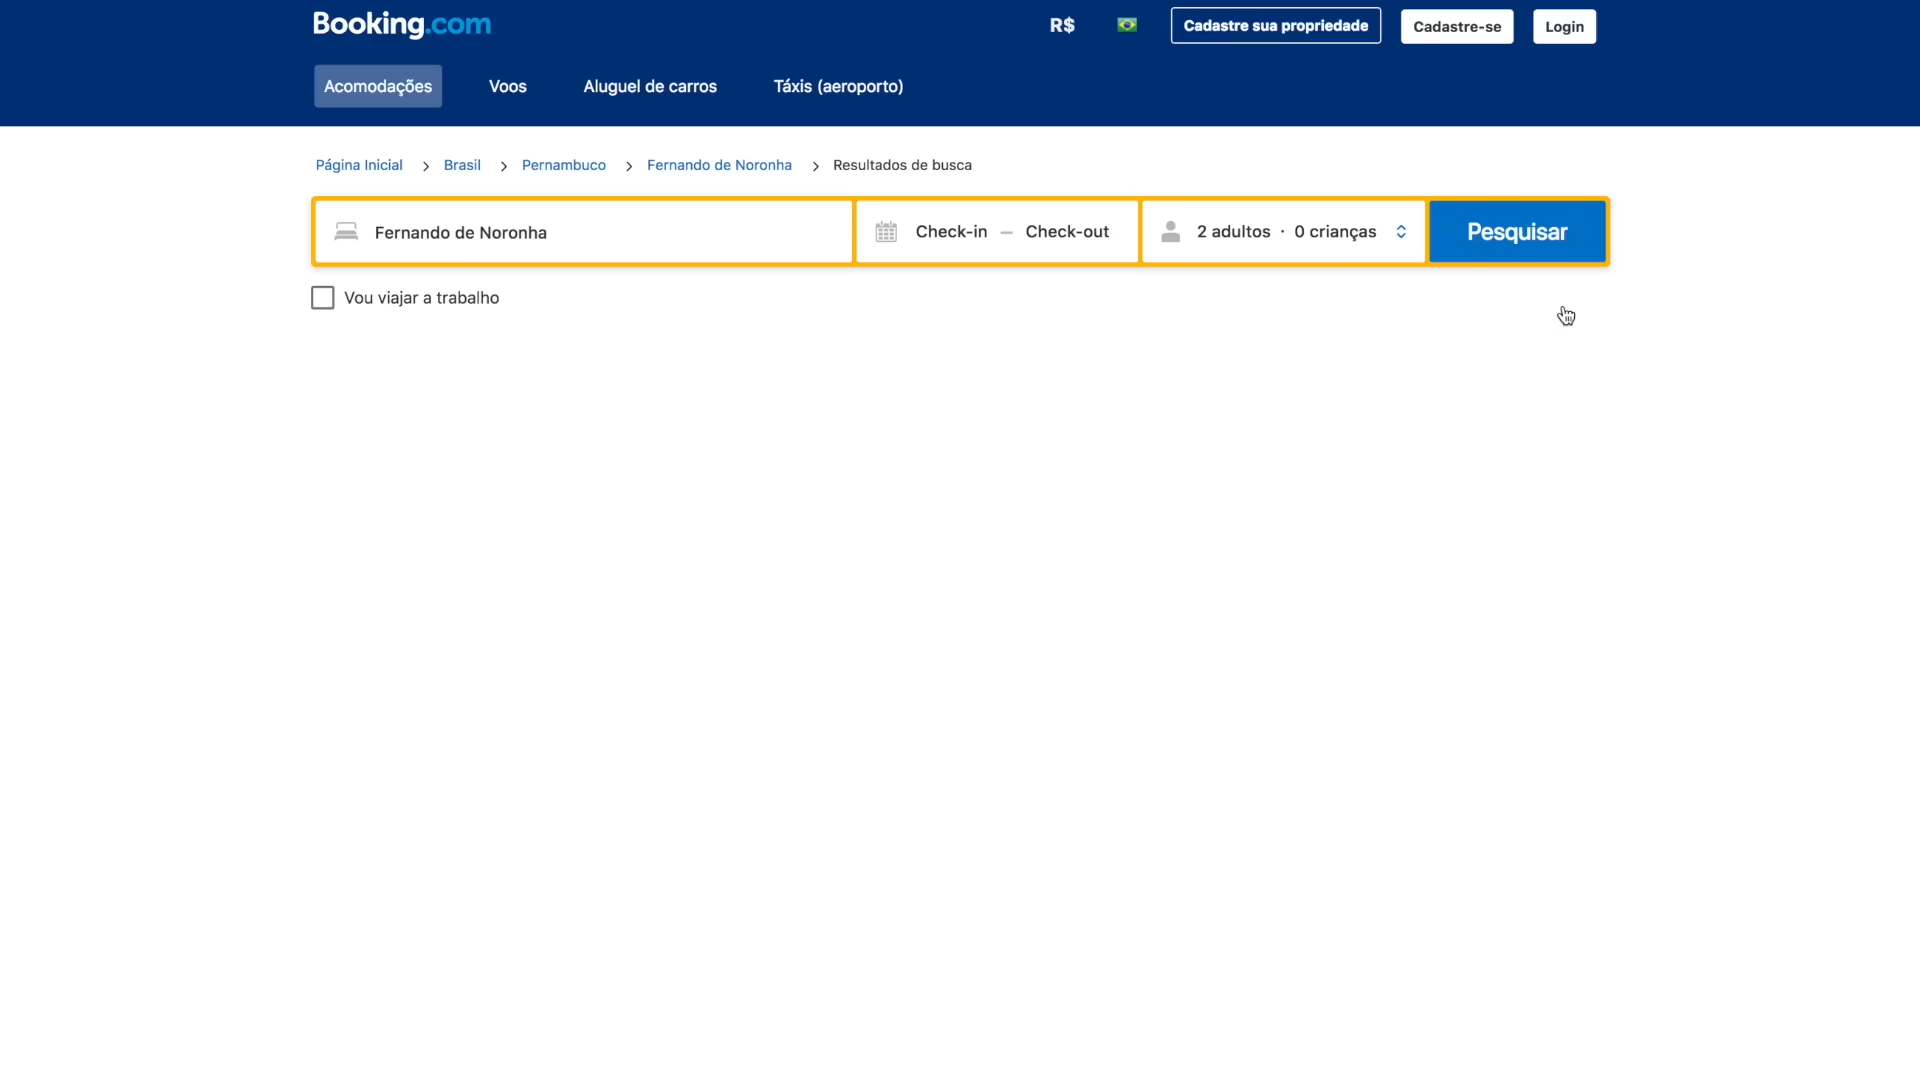 Booking.com
R$
Cadastre sua propriedade
Cadastre-se
Login
Acomodações
Voos
Aluguel de carros
Táxis (aeroporto)
Página Inicial > Brasil > Pernambuco > Fernando de Noronha > Resultados de busca
Fernando de Noronha
Check-in — Check-out
2 adultos · 0 crianças
Pesquisar
Vou viajar a trabalho